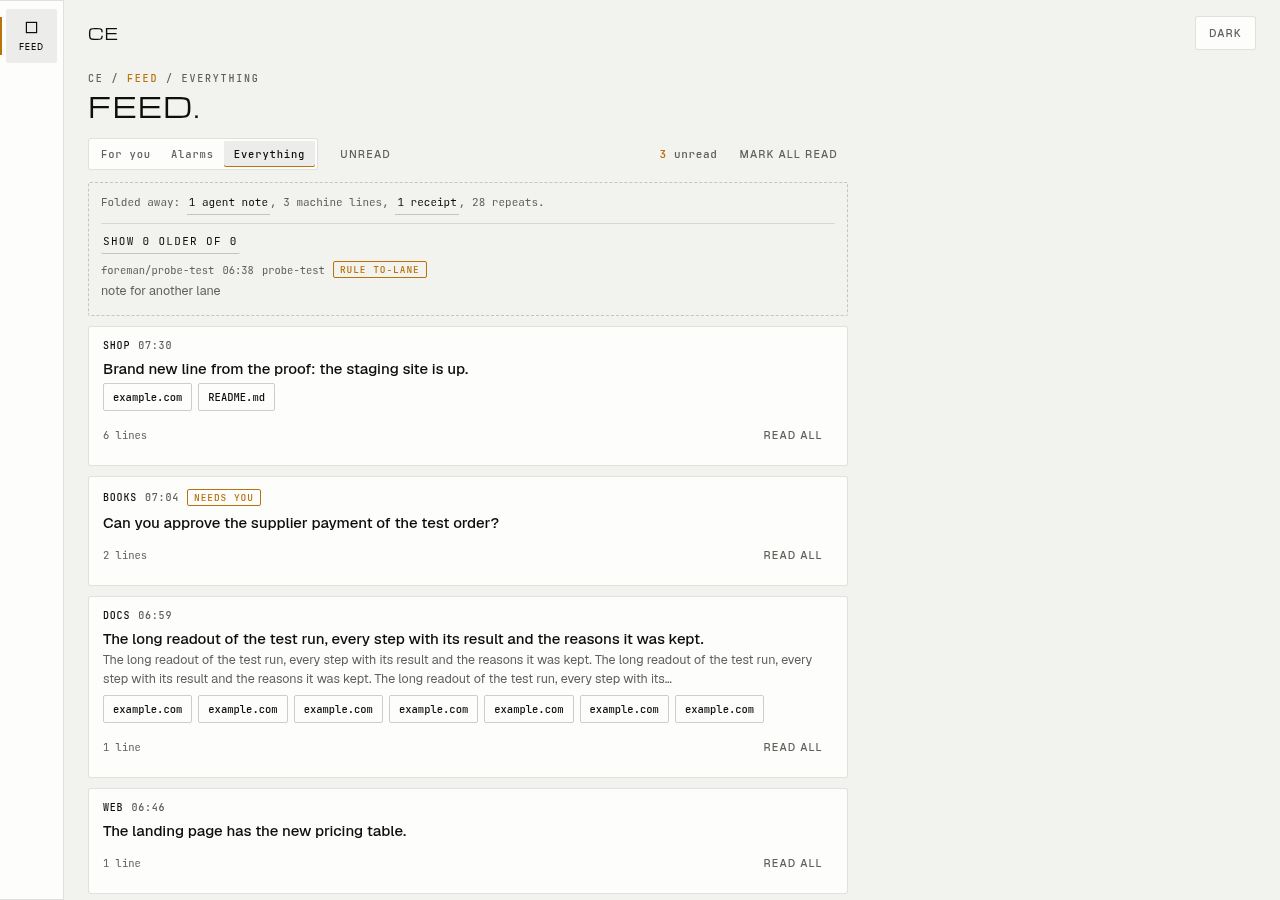 FEED
CE
DARK
CE / FEED / EVERYTHING
FEED.
For you Alarms Everything UNREAD 3 unread MARK ALL READ
Folded away: 1 agent note, 3 machine lines, 1 receipt, 28 repeats.
SHOW 0 OLDER OF 0
foreman/probe-test 06:38 probe-test RULE TO-LANE
note for another lane
SHOP 07:30
Brand new line from the proof: the staging site is up.
example.com README.md
6 lines READ ALL
BOOKS 07:04 NEEDS YOU
Can you approve the supplier payment of the test order?
2 lines READ ALL
DOCS 06:59
The long readout of the test run, every step with its result and the reasons it was kept.
The long readout of the test run, every step with its result and the reasons it was kept. The long readout of the test run, every
step with its result and the reasons it was kept. The long readout of the test run, every step with its…
example.com example.com example.com example.com example.com example.com example.com
1 line READ ALL
WEB 06:46
The landing page has the new pricing table.
1 line READ ALL